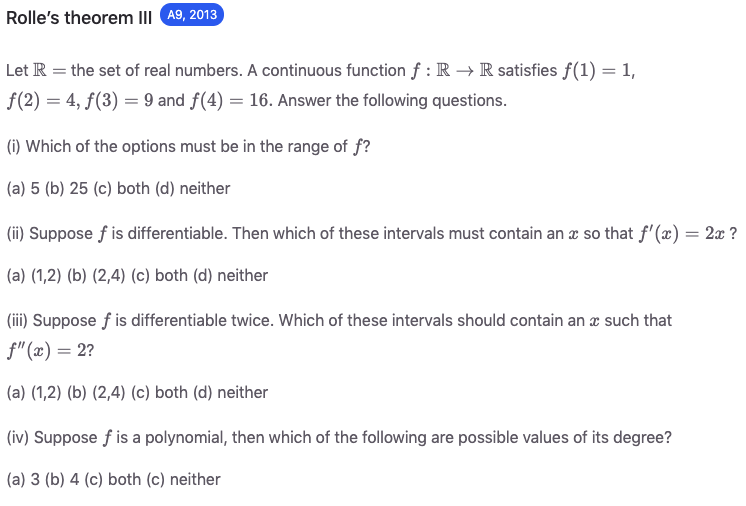 Rolle's theorem III A9, 2013
Let ℝ = the set of real numbers. A continuous function f : ℝ → ℝ satisfies f(1) = 1,
f(2) = 4, f(3) = 9 and f(4) = 16. Answer the following questions.
(i) Which of the options must be in the range of f?
(a) 5 (b) 25 (c) both (d) neither
(ii) Suppose f is differentiable. Then which of these intervals must contain an x so that f′(x) = 2x ?
(a) (1,2) (b) (2,4) (c) both (d) neither
(iii) Suppose f is differentiable twice. Which of these intervals should contain an x such that
f″(x) = 2?
(a) (1,2) (b) (2,4) (c) both (d) neither
(iv) Suppose f is a polynomial, then which of the following are possible values of its degree?
(a) 3 (b) 4 (c) both (c) neither